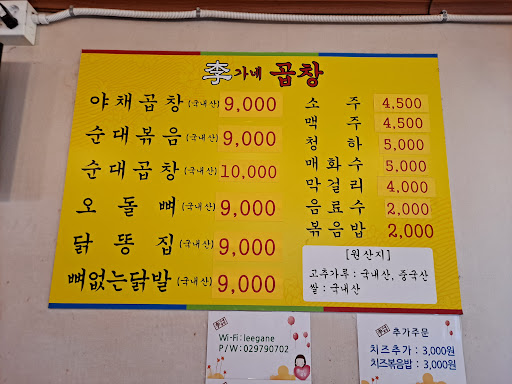 李가네 곱창
야채곱창(국내산) 9,000
순대볶음(국내산) 9,000
순대곱창(국내산) 10,000
오돌뼈(국내산) 9,000
닭똥집(국내산) 9,000
뼈없는닭발(국내산) 9,000
소주 4,500
맥주 4,500
청하 5,000
매화수 5,000
막걸리 4,000
음료수 2,000
볶음밥 2,000
[원산지]
고추가루 : 국내산, 중국산
쌀 : 국내산
Wi-Fi : leegane
P/W : 029790702
추가주문
치즈추가 : 3,000원
치즈볶음밥 : 3,000원